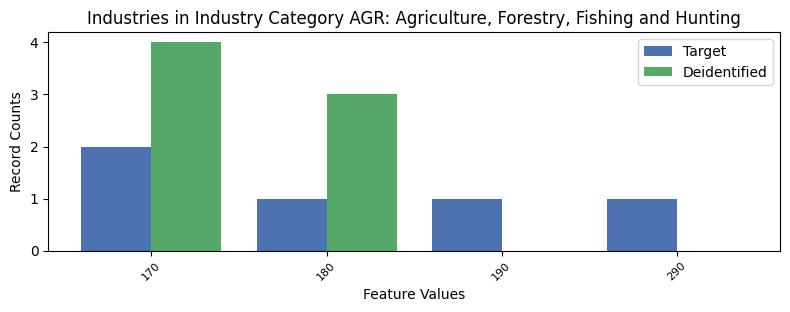 Industries in Industry Category AGR: Agriculture, Forestry, Fishing and Hunting
Target
Deidentified
Record Counts
4
3
2
1
0
170
180
190
290
Feature Values